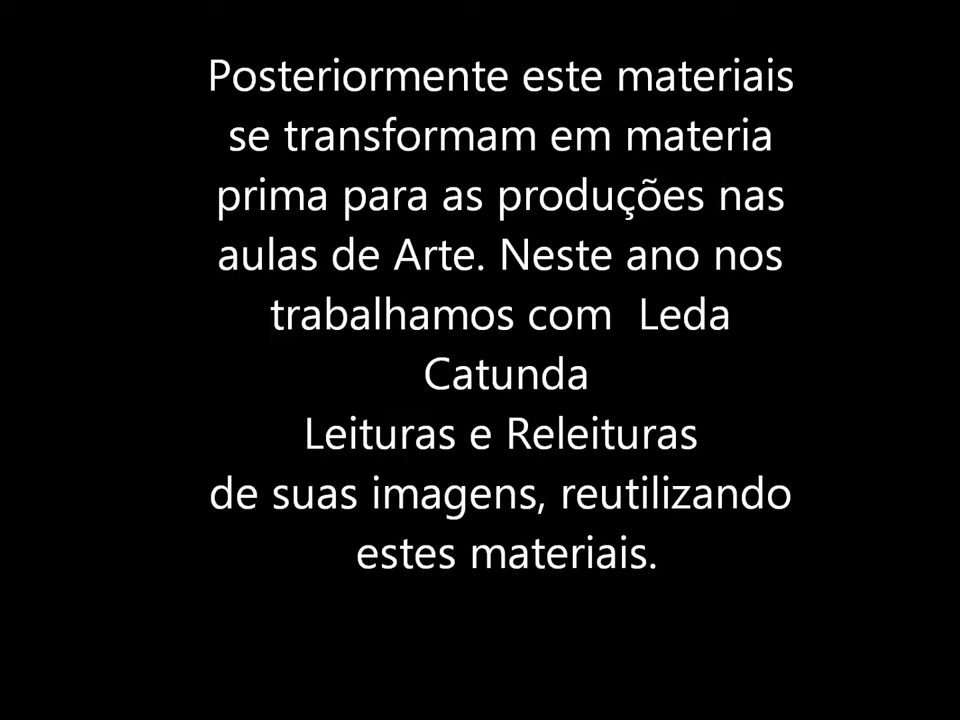 Posteriormente este materiais
se transformam em materia
prima para as produções nas
aulas de Arte. Neste ano nos
trabalhamos com  Leda
Catunda
Leituras e Releituras
de suas imagens, reutilizando
estes materiais.